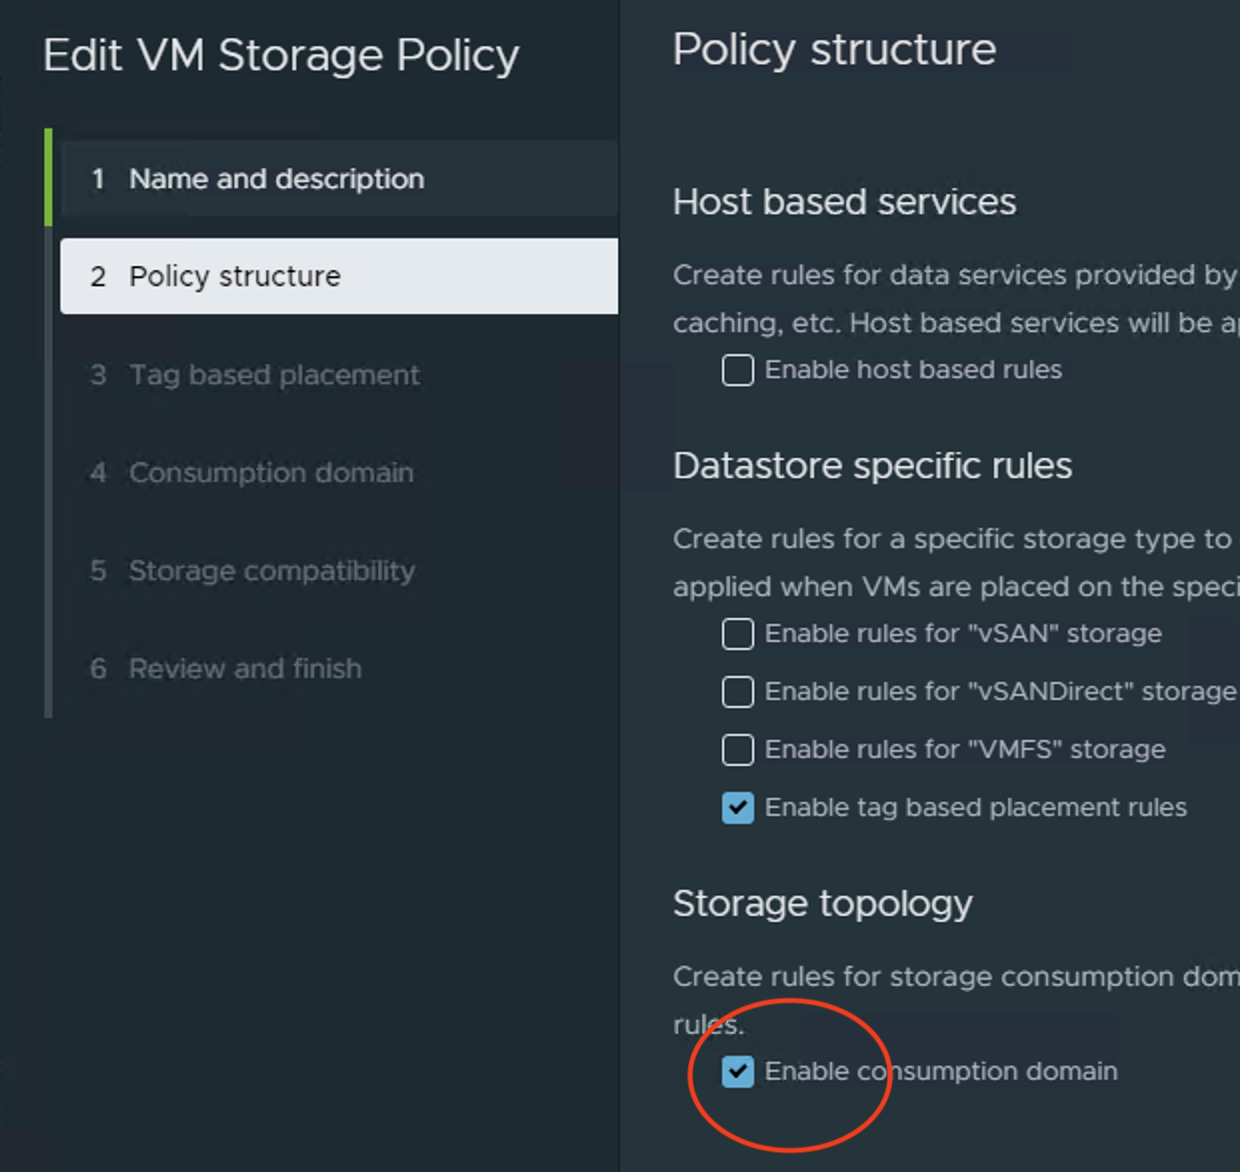 Edit VM Storage Policy
1 Name and description
2 Policy structure
3 Tag based placement
4 Consumption domain
5 Storage compatibility
6 Review and finish
Policy structure
Host based services
Create rules for data services provided by
caching, etc. Host based services will be
Enable host based rules
Datastore specific rules
Create rules for a specific storage type to
applied when VMs are placed on the
Enable rules for "vSAN" storage
Enable rules for "vSANDirect" storage
Enable rules for "VMFS" storage
Enable tag based placement rules
Storage topology
Create rules for storage consumption
rules.
Enable consumption domain